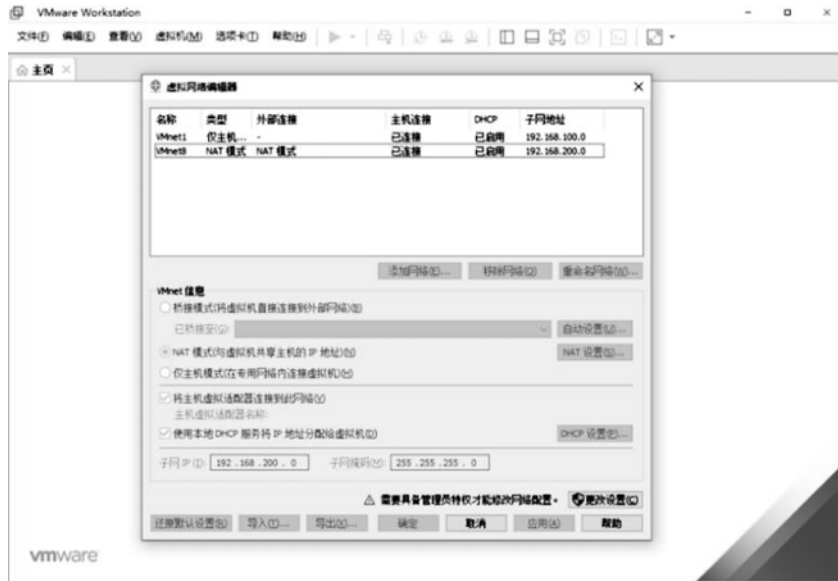 VMware Workstation
文件(F) 编辑(E) 查看(V) 虚拟机(M) 选项卡(T) 帮助(H)
主页
虚拟网络编辑器
名称 类型 外部连接 主机连接 DHCP 子网地址
VMnet1 仅主机... - 已连接 已启用 192.168.100.0
VMnet8 NAT 模式 NAT 模式 已连接 已启用 192.168.200.0
添加网络(E)... 移除网络(O) 重命名网络(W)...
VMnet 信息
桥接模式(将虚拟机直接连接到外部网络)(B)
已桥接至(G): 自动设置(U)...
NAT 模式(与虚拟机共享主机的 IP 地址)(N) NAT 设置(S)...
仅主机模式(在专用网络内连接虚拟机)(H)
将主机虚拟适配器连接到此网络(V)
主机虚拟适配器名称:
使用本地 DHCP 服务将 IP 地址分配给虚拟机(D) DHCP 设置(P)...
子网 IP (I): 192 . 168 . 200 . 0 子网掩码(M): 255 . 255 . 255 . 0
需要具备管理员特权才能修改网络配置。 更改设置(C)
还原默认设置(R) 导入(T)... 导出(X)... 确定 取消 应用(A) 帮助
vmware